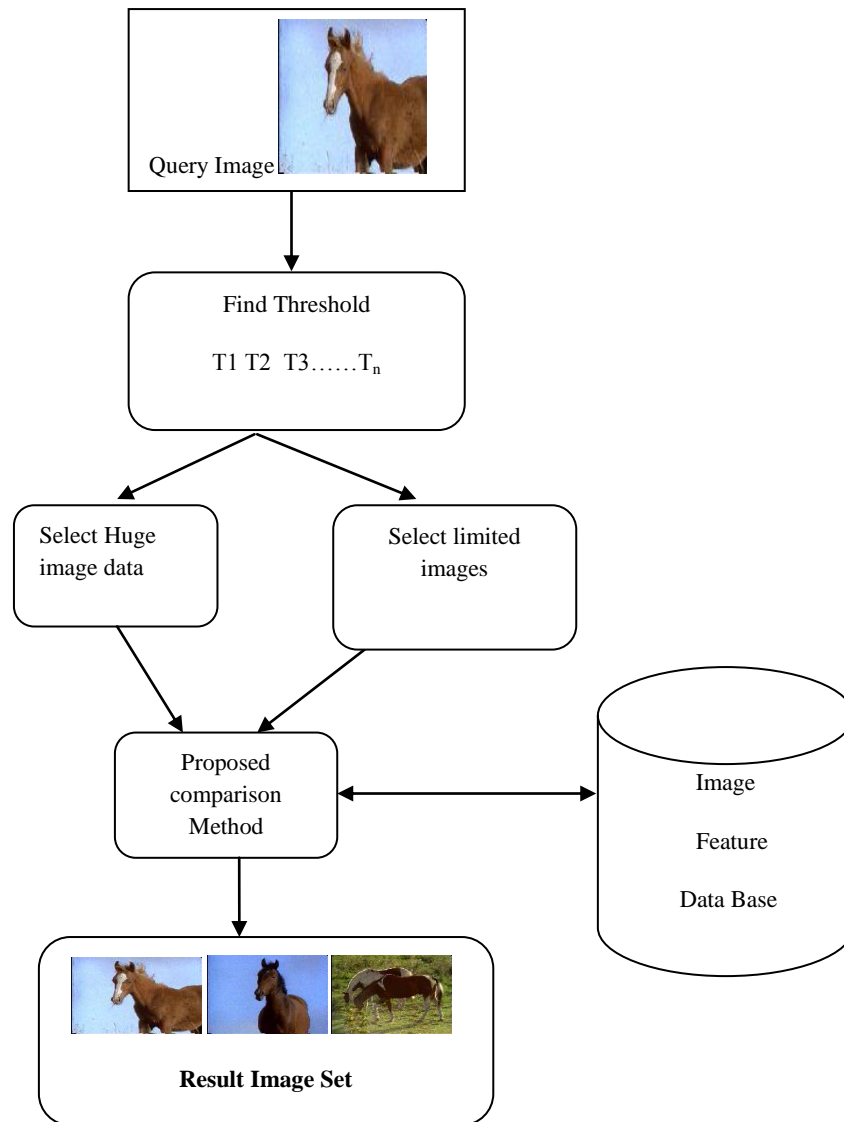 Query Image
Find Threshold
T1 T2 T3......Tn
Select Huge
image data
Select limited
images
Proposed
comparison
Method
Image
Feature
Data Base
Result Image Set